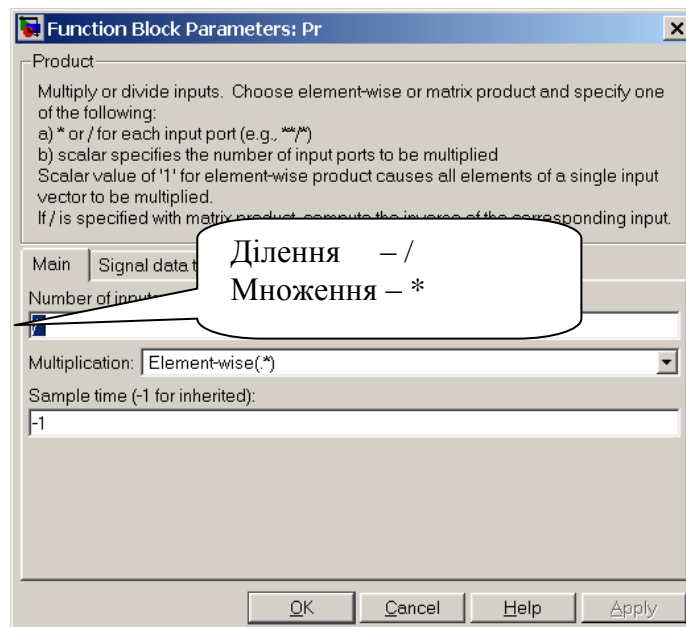 Function Block Parameters: Pr
Product
Multiply or divide inputs. Choose element-wise or matrix product and specify one
of the following:
a) * or / for each input port (e.g., **/*)
b) scalar specifies the number of input ports to be multiplied
Scalar value of '1' for element-wise product causes all elements of a single input
vector to be multiplied.
If / is specified with matrix product, compute the inverse of the corresponding input.
Ділення – /
Множення – *
Main Signal data t
Number of inputs
/
Multiplication: Element-wise(.*)
Sample time (-1 for inherited):
-1
OK Cancel Help Apply